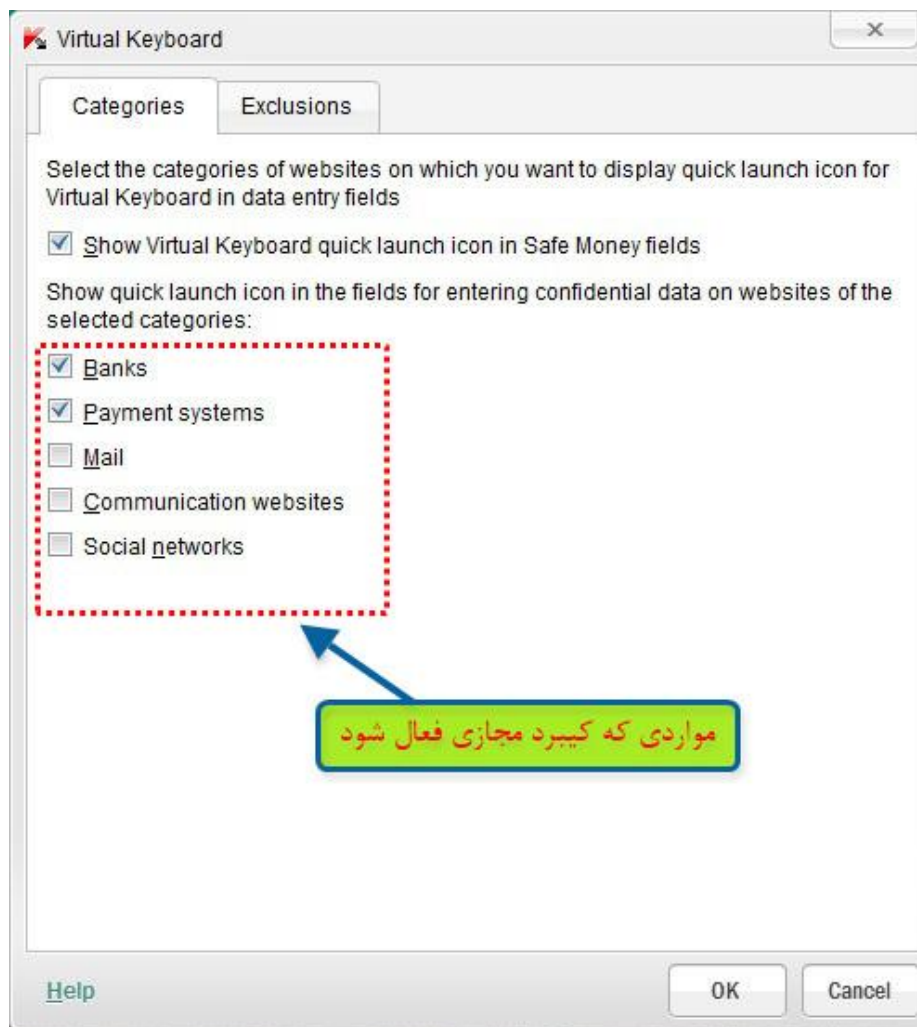 Virtual Keyboard
Categories
Exclusions
Select the categories of websites on which you want to display quick launch icon for
Virtual Keyboard in data entry fields
Show Virtual Keyboard quick launch icon in Safe Money fields
Show quick launch icon in the fields for entering confidential data on websites of the
selected categories:
Banks
Payment systems
Mail
Communication websites
Social networks
مواردی که کیبرد مجازی فعال شود
Help
OK
Cancel